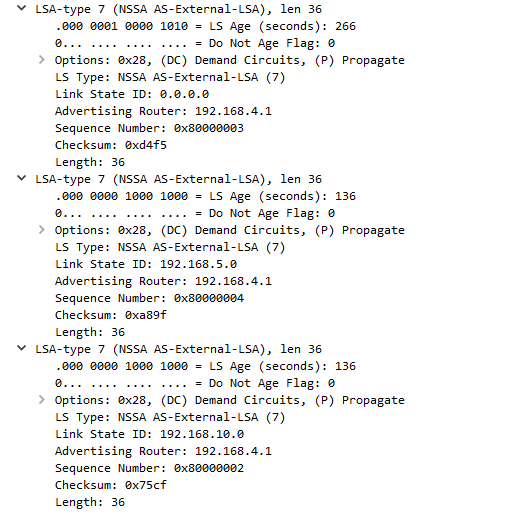 LSA-type 7 (NSSA AS-External-LSA), len 36
.000 0001 0000 1010 = LS Age (seconds): 266
0... .... .... .... = Do Not Age Flag: 0
Options: 0x28, (DC) Demand Circuits, (P) Propagate
LS Type: NSSA AS-External-LSA (7)
Link State ID: 0.0.0.0
Advertising Router: 192.168.4.1
Sequence Number: 0x80000003
Checksum: 0xd4f5
Length: 36
LSA-type 7 (NSSA AS-External-LSA), len 36
.000 0000 1000 1000 = LS Age (seconds): 136
0... .... .... .... = Do Not Age Flag: 0
Options: 0x28, (DC) Demand Circuits, (P) Propagate
LS Type: NSSA AS-External-LSA (7)
Link State ID: 192.168.5.0
Advertising Router: 192.168.4.1
Sequence Number: 0x80000004
Checksum: 0xa89f
Length: 36
LSA-type 7 (NSSA AS-External-LSA), len 36
.000 0000 1000 1000 = LS Age (seconds): 136
0... .... .... .... = Do Not Age Flag: 0
Options: 0x28, (DC) Demand Circuits, (P) Propagate
LS Type: NSSA AS-External-LSA (7)
Link State ID: 192.168.10.0
Advertising Router: 192.168.4.1
Sequence Number: 0x80000002
Checksum: 0x75cf
Length: 36